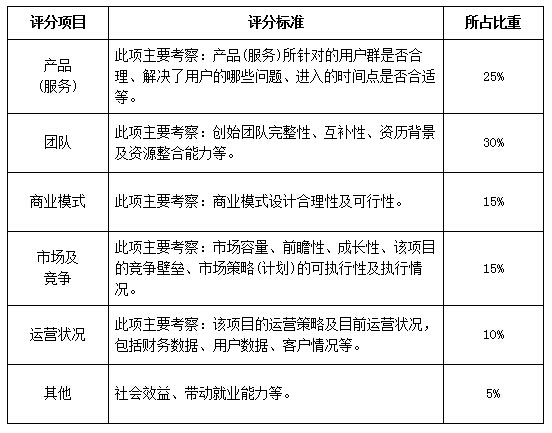 评分项目 评分标准 所占比重
产品
(服务)
此项主要考察：产品(服务)所针对的用户群是否合
理、解决了用户的哪些问题、进入的时间点是否合适
等。
25%
团队
此项主要考察：创始团队完整性、互补性、资历背景
及资源整合能力等。
30%
商业模式
此项主要考察：商业模式设计合理性及可行性。
15%
市场及
竞争
此项主要考察：市场容量、前瞻性、成长性、该项目
的竞争壁垒、市场策略(计划)的可执行性及执行情
况。
15%
运营状况
此项主要考察：该项目的运营策略及目前运营状况，
包括财务数据、用户数据、客户情况等。
10%
其他
社会效益、带动就业能力等。
5%